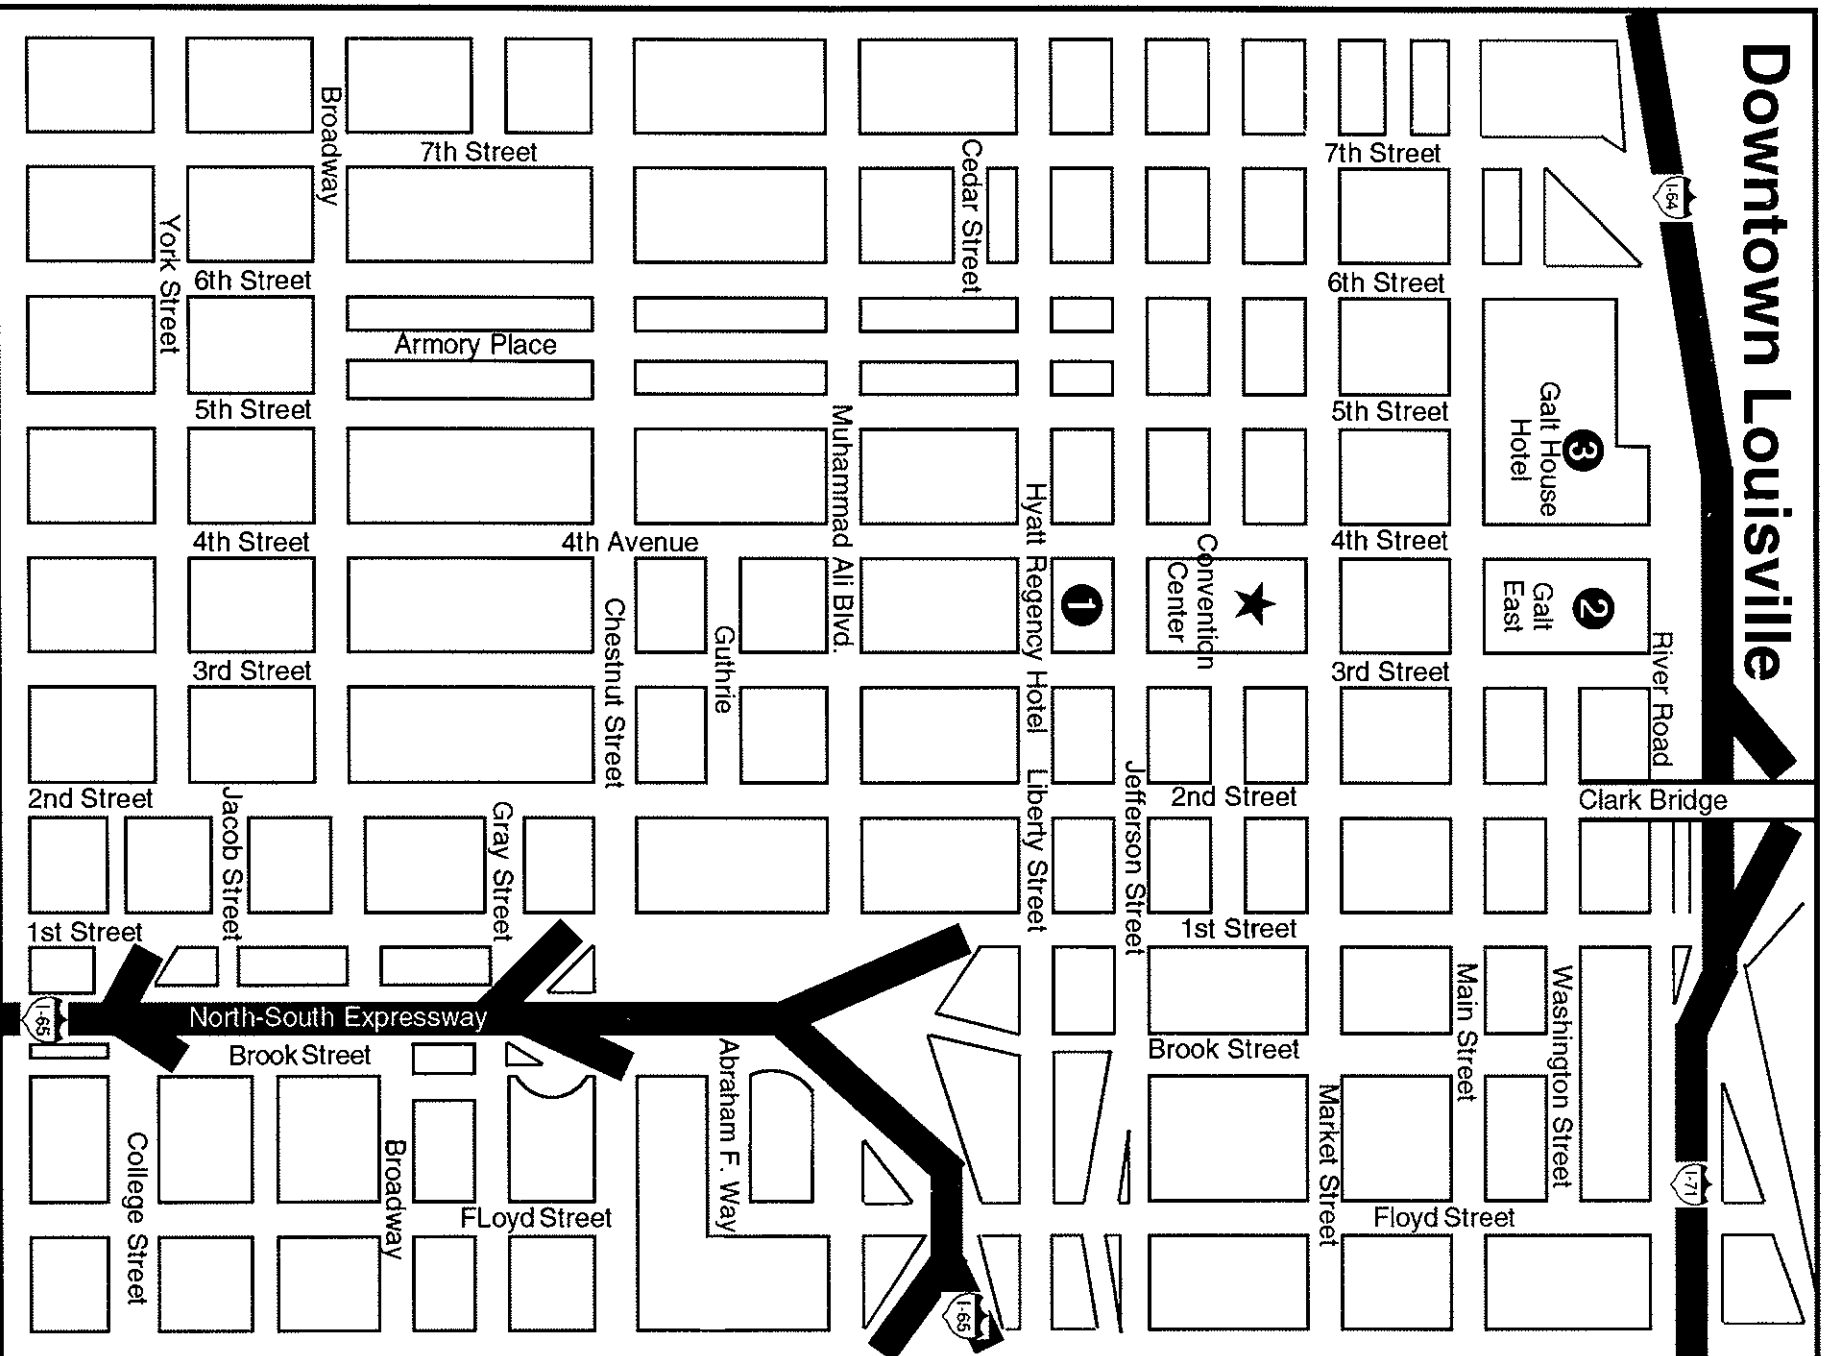 Downtown Louisville
I-64
River Road
Clark Bridge
I-71
3
Galt House
Hotel
2
Galt
East
Washington Street
Main Street
7th Street
6th Street
5th Street
4th Street
3rd Street
2nd Street
1st Street
Brook Street
Floyd Street
Market Street
Convention
Center
Jefferson Street
1
Hyatt Regency Hotel
Liberty Street
Cedar Street
Muhammad Ali Blvd.
Guthrie
Abraham F. Way
Chestnut Street
4th Avenue
7th Street
Armory Place
Gray Street
Broadway
6th Street
5th Street
4th Street
3rd Street
Jacob Street
York Street
2nd Street
1st Street
North-South Expressway
I-65
I-65
Brook Street
Broadway
FLoyd Street
College Street